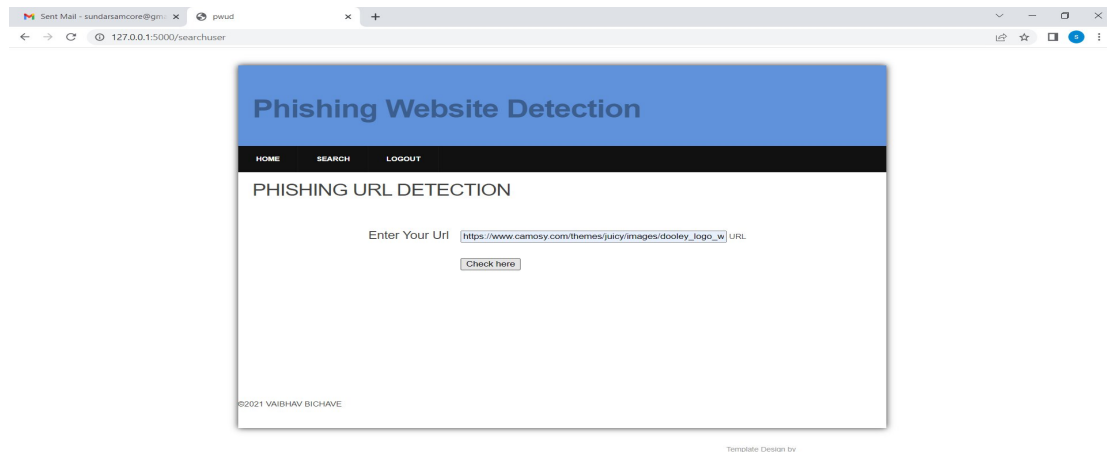 Sent Mail - sundarsamcore@gm
pwud
127.0.0.1:5000/searchuser
S
Phishing Website Detection
HOME SEARCH LOGOUT
PHISHING URL DETECTION
Enter Your Url https://www.camosy.com/themes/juicy/images/dooley_logo_w URL
Check here
©2021 VAIBHAV BICHAVE
Template Design by